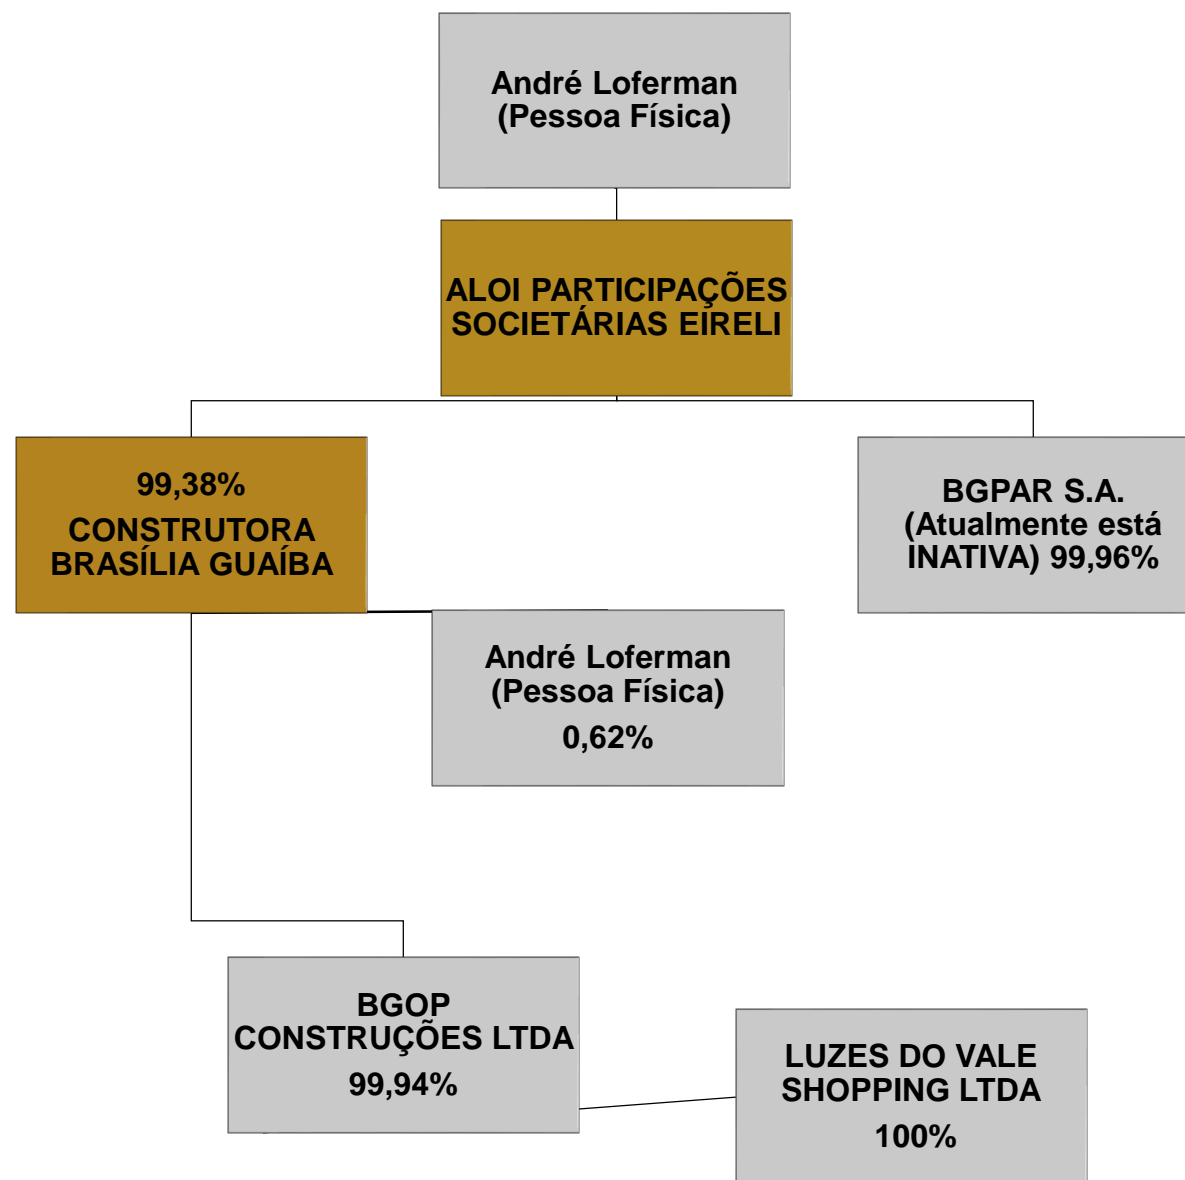 André Loferman
(Pessoa Física)
ALOI PARTICIPAÇÕES
SOCIETÁRIAS EIRELI
99,38%
CONSTRUTORA
BRASÍLIA GUAÍBA
BGPAR S.A.
(Atualmente está
INATIVA) 99,96%
André Loferman
(Pessoa Física)
0,62%
BGOP
CONSTRUÇÕES LTDA
99,94%
LUZES DO VALE
SHOPPING LTDA
100%